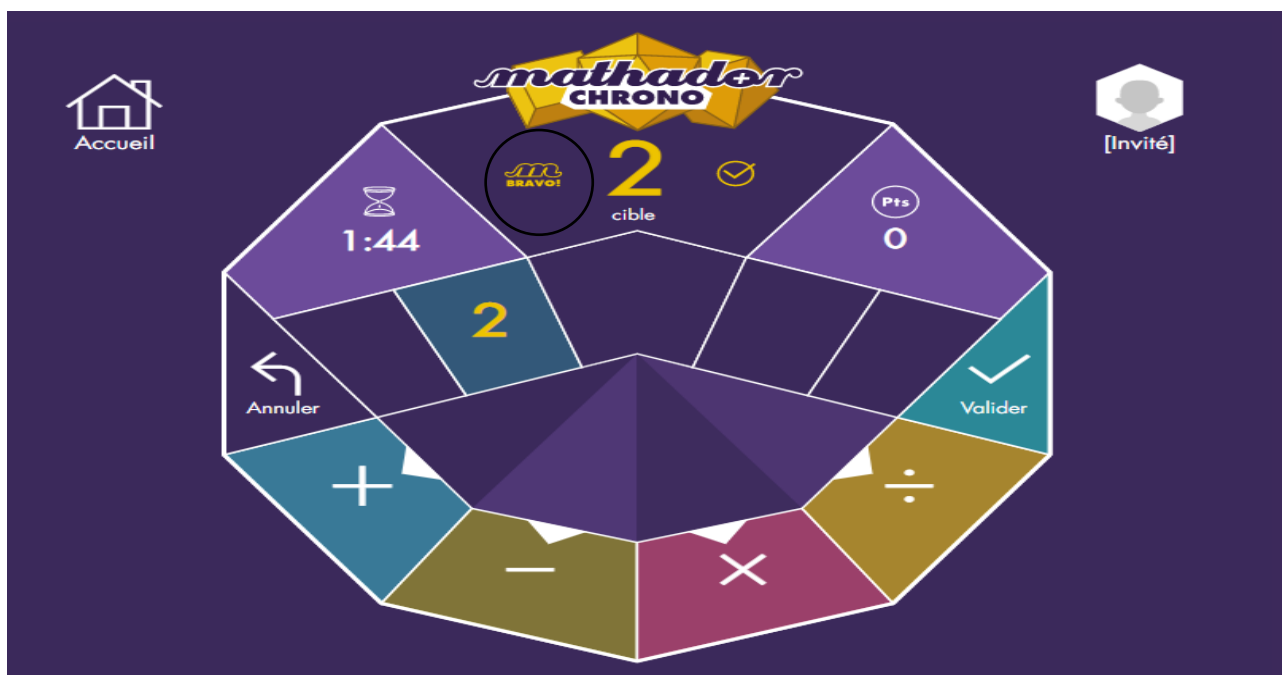 mathador
CHRONO
Accueil
[Invité]
BRAVO!
2
cible
1:44
Pts
0
2
Annuler
Valider
+
−
×
÷